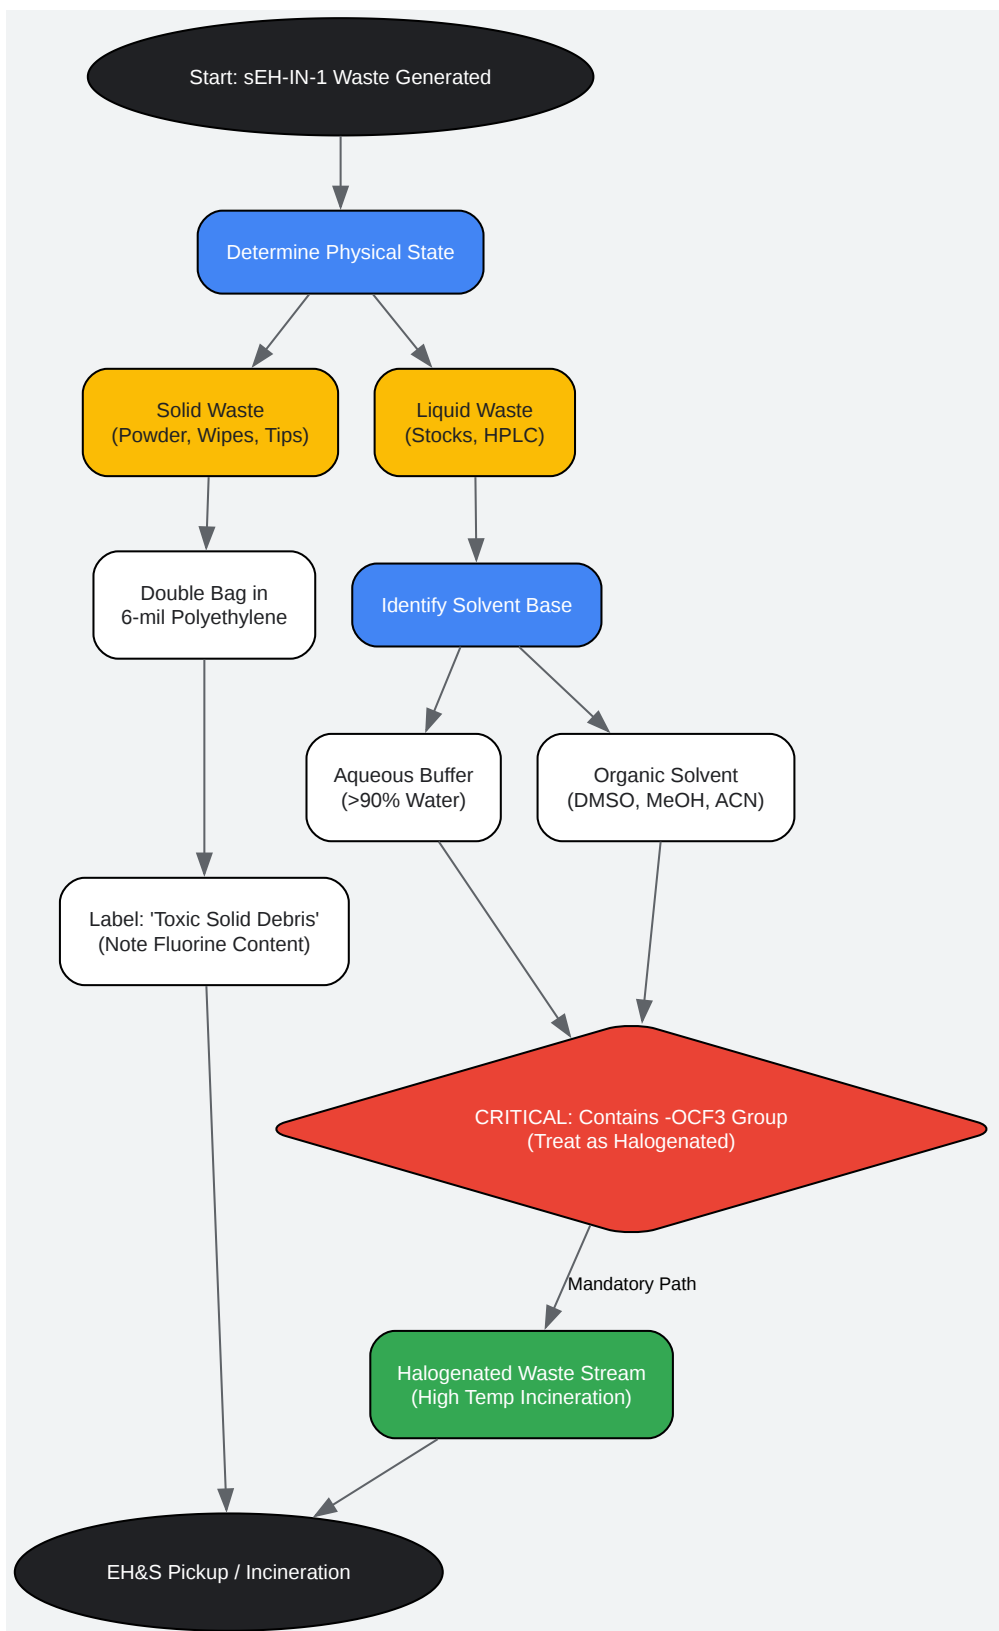 Start: sEH-IN-1 Waste Generated
Determine Physical State
Solid Waste
(Powder, Wipes, Tips)
Liquid Waste
(Stocks, HPLC)
Double Bag in
6-mil Polyethylene
Identify Solvent Base
Aqueous Buffer
(>90% Water)
Organic Solvent
(DMSO, MeOH, ACN)
Label: 'Toxic Solid Debris'
(Note Fluorine Content)
CRITICAL: Contains -OCF3 Group
(Treat as Halogenated)
Mandatory Path
Halogenated Waste Stream
(High Temp Incineration)
EH&S Pickup / Incineration